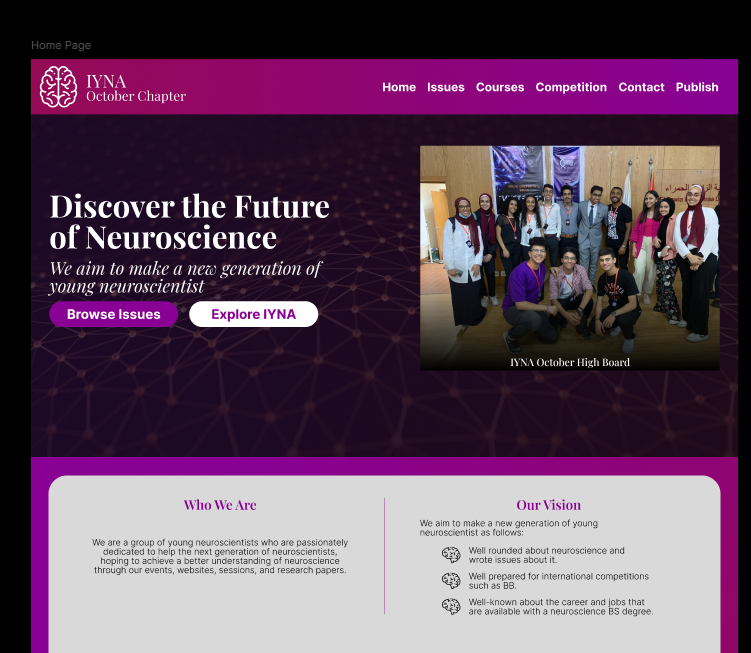 Home Page
IYNA
October Chapter
Home Issues Courses Competition Contact Publish
Discover the Future
of Neuroscience
We aim to make a new generation of
young neuroscientist
Browse Issues
Explore IYNA
IYNA October High Board
Who We Are
We are a group of young neuroscientists who are passionately
dedicated to help the next generation of neuroscientists,
hoping to achieve a better understanding of neuroscience
through our events, websites, sessions, and research papers.
Our Vision
We aim to make a new generation of young
neuroscientist as follows:
Well rounded about neuroscience and
wrote issues about it.
Well prepared for international competitions
such as BB.
Well-known about the career and jobs that
are available with a neuroscience BS degree.